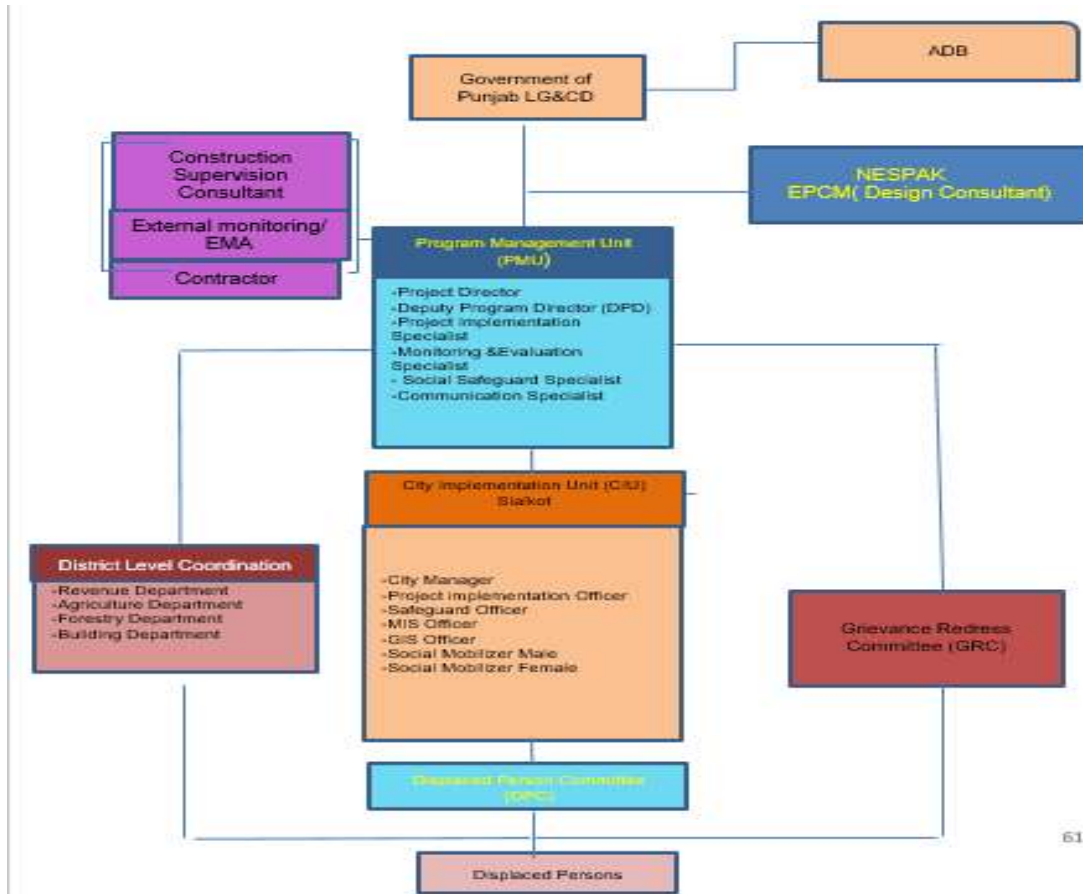 ADB
Government of
Punjab LG&CD
Construction
Supervision
Consultant
External monitoring/
EMA
Contractor
NESPAK
EPCM( Design Consultant)
Program Management Unit
(PMU)
-Project Director
-Deputy Program Director (DPD)
-Project implementation
Specialist
-Monitoring &Evaluation
Specialist
- Social Safeguard Specialist
-Communication Specialist
City Implementation Unit (CIU)
Sialkot
-City Manager
-Project implementation Officer
-Safeguard Officer
-MIS Officer
-GIS Officer
-Social Mobilizer Male
-Social Mobilizer Female
District Level Coordination
-Revenue Department
-Agriculture Department
-Forestry Department
-Building Department
Grievance Redress
Committee (GRC)
Displaced Person Committee
(DPC)
Displaced Persons
61